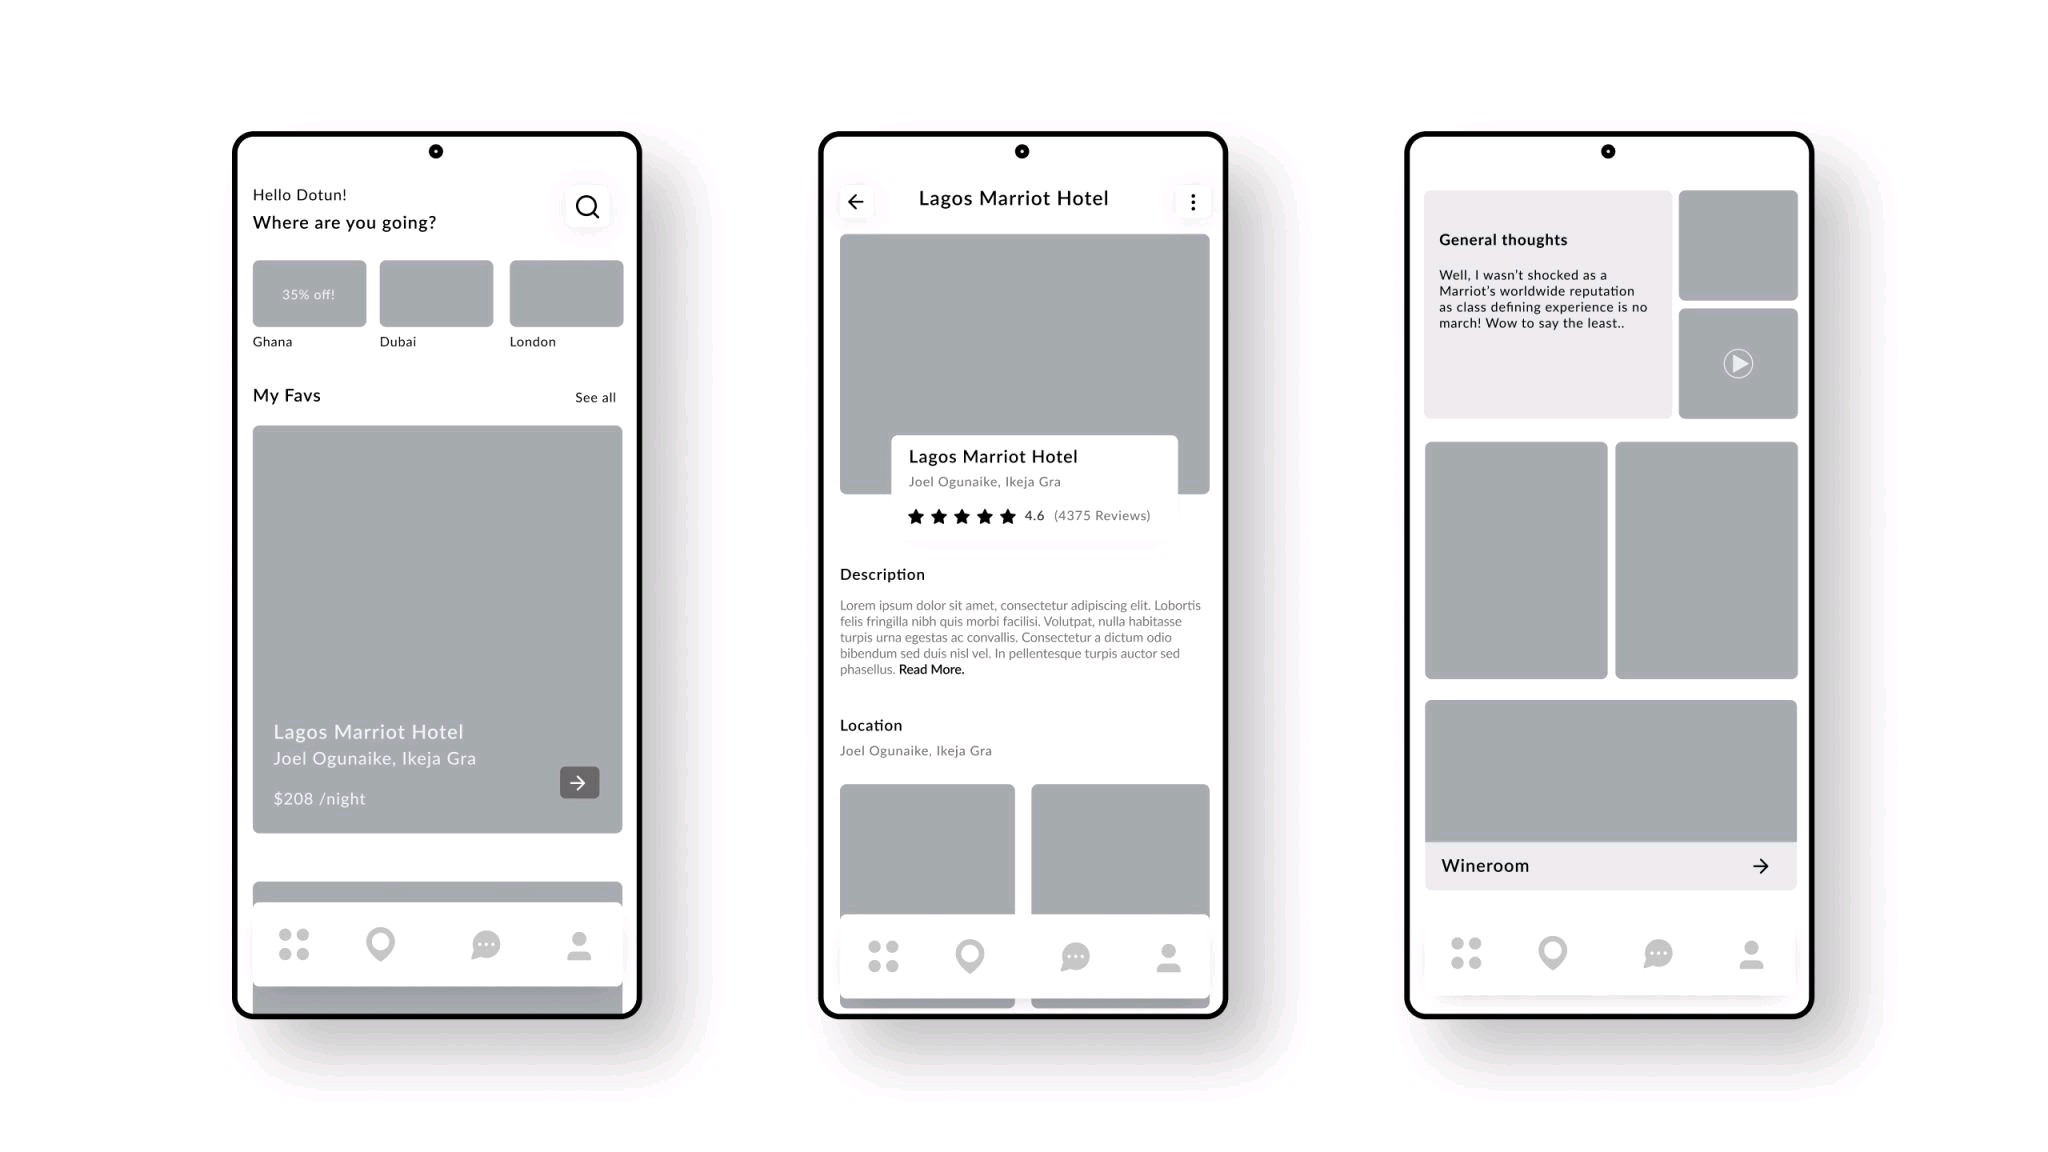 Hello Dotun!
Where are you going?
35% off!
Ghana
Dubai
London
My Favs
See all
Lagos Marriot Hotel
Joel Ogunaike, Ikeja Gra
$208 /night
Lagos Marriot Hotel
Lagos Marriot Hotel
Joel Ogunaike, Ikeja Gra
4.6 (4375 Reviews)
Description
Lorem ipsum dolor sit amet, consectetur adipiscing elit. Lobortis
felis fringilla nibh quis morbi facilisi. Volutpat, nulla habitasse
turpis urna egestas ac convallis. Consectetur a dictum odio
bibendum sed duis nisl vel. In pellentesque turpis auctor sed
phasellus. Read More.
Location
Joel Ogunaike, Ikeja Gra
General thoughts
Well, I wasn't shocked as a
Marriot's worldwide reputation
as class defining experience is no
march! Wow to say the least..
Wineroom